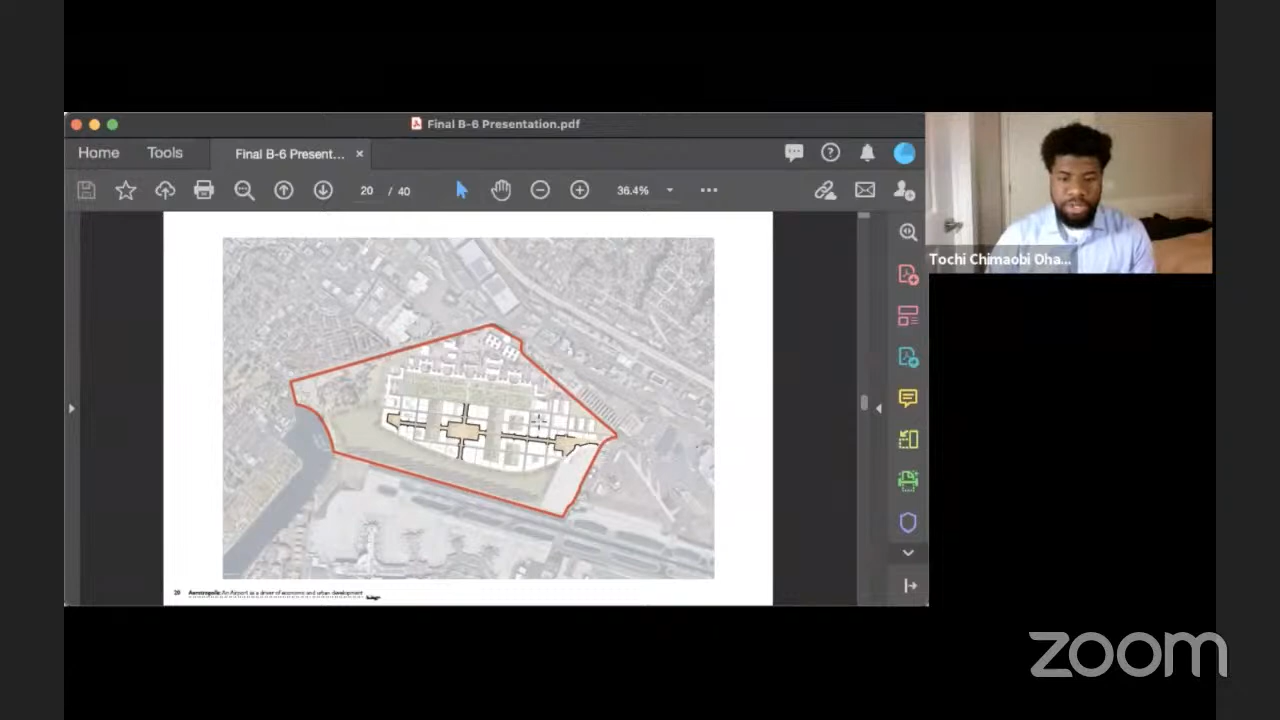 Final B-6 Presentation.pdf
Home
Tools
Final B-6 Present... ×
20 / 40
36.4%
Tochi Chimaobi Oha...
20 Aerotropolis: An Airport as a driver of economic and urban development
zoom